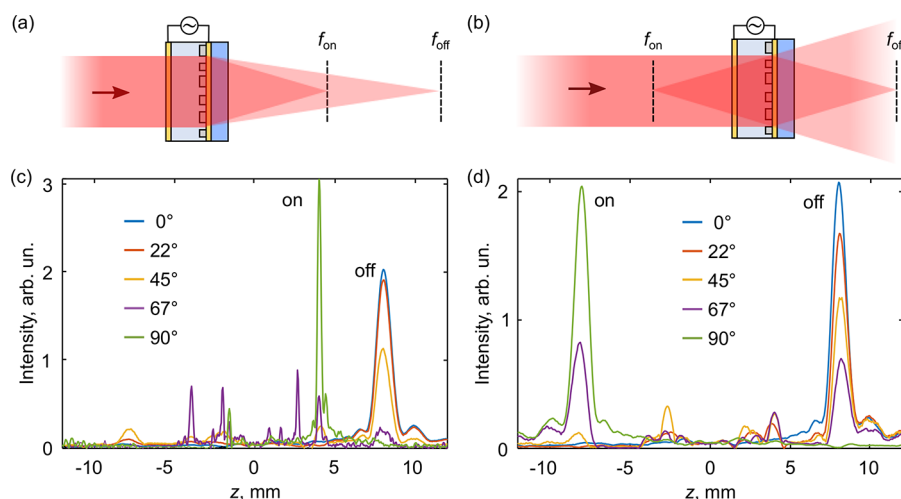 (a)
f_on
f_off
(b)
f_on
(c)
3
2
1
0
Intensity, arb. un.
on
off
0°
22°
45°
67°
90°
-10
-5
0
5
10
z, mm
(d)
2
1
0
Intensity, arb. un.
on
off
0°
22°
45°
67°
90°
-10
-5
0
5
10
z, mm